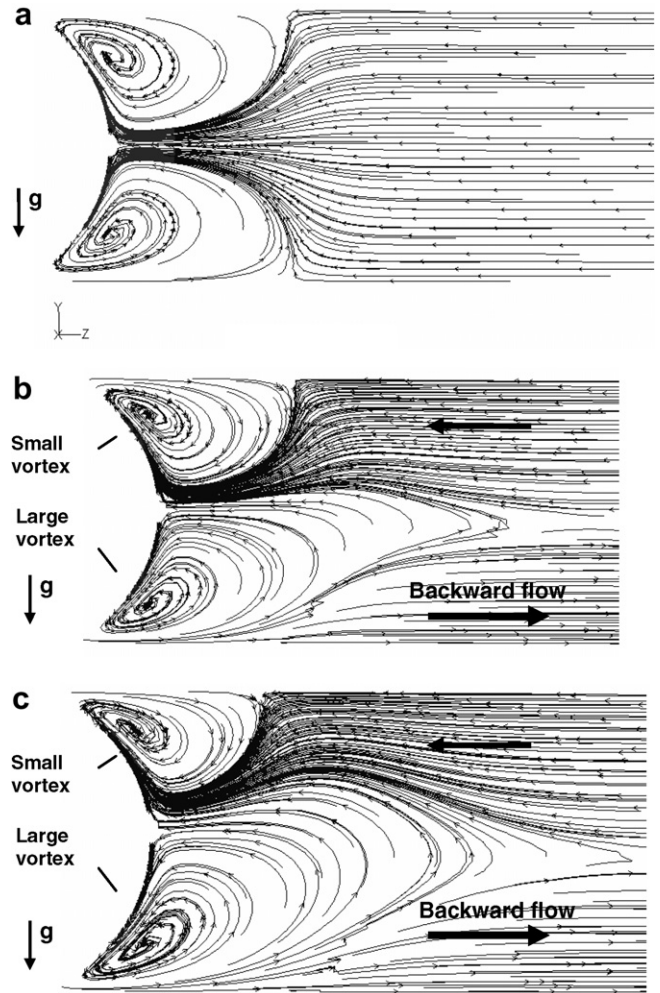 a
g
Y
X
Z
b
Small
vortex
Large
vortex
g
Backward flow
c
Small
vortex
Large
vortex
g
Backward flow